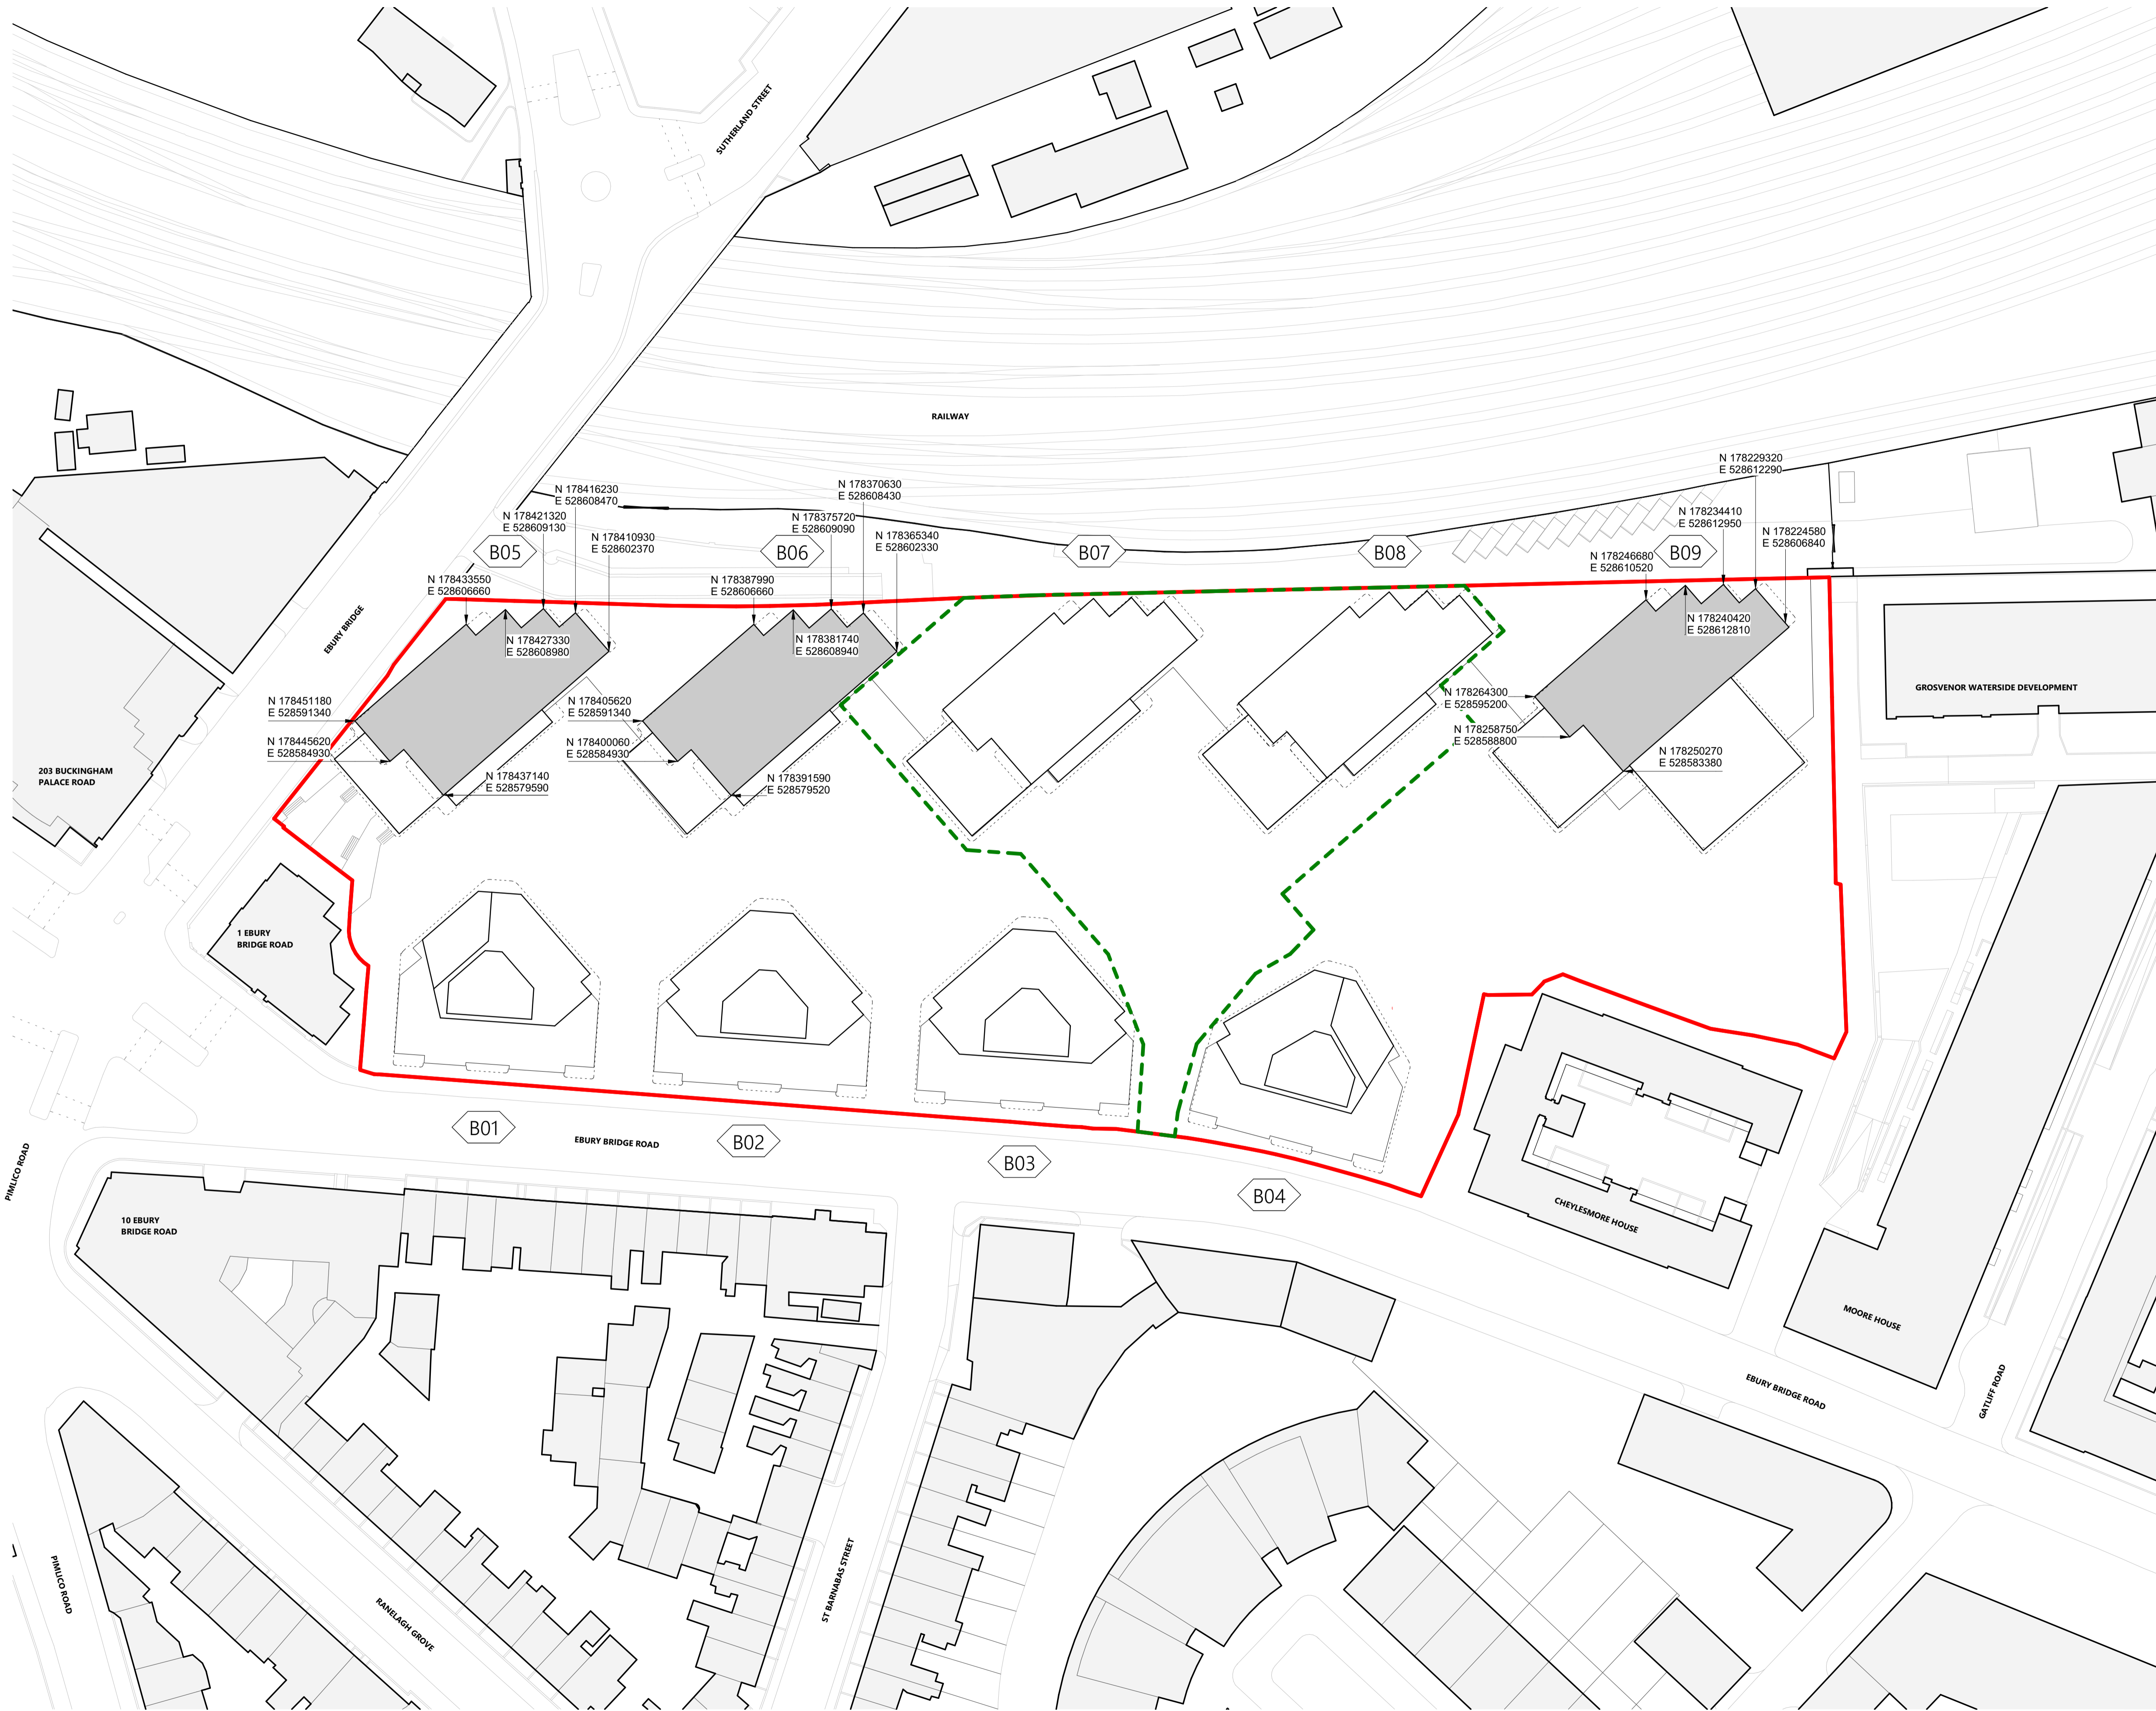 SUTHERLAND STREET
RAILWAY
N 178229320
E 528612290
N 178416230
E 528608470
N 178370630
E 528608430
N 178421320
E 528609130
N 178375720
E 528609090
N 178234410
E 528612950
N 178410930
E 528602370
N 178365340
E 528602330
N 178224580
E 528606840
B05
B06
B07
B08
B09
N 178246680
E 528610520
N 178433550
E 528606660
N 178387990
E 528606660
EBURY BRIDGE
N 178427330
E 528608980
N 178381740
E 528608940
N 178240420
E 528612810
GROSVENOR WATERSIDE DEVELOPMENT
N 178451180
E 528591340
N 178405620
E 528591340
N 178264300
E 528595200
N 178445620
E 528584930
N 178400060
E 528584930
N 178258750
E 528588800
N 178250270
E 528583380
203 BUCKINGHAM
PALACE ROAD
N 178437140
E 528579590
N 178391590
E 528579520
1 EBURY
BRIDGE ROAD
B01
B02
B03
B04
EBURY BRIDGE ROAD
PIMLICO ROAD
10 EBURY
BRIDGE ROAD
CHEYLESMORE HOUSE
MOORE HOUSE
EBURY BRIDGE ROAD
GATLIFF ROAD
PIMLICO ROAD
RANELAGH GROVE
ST BARNABAS STREET